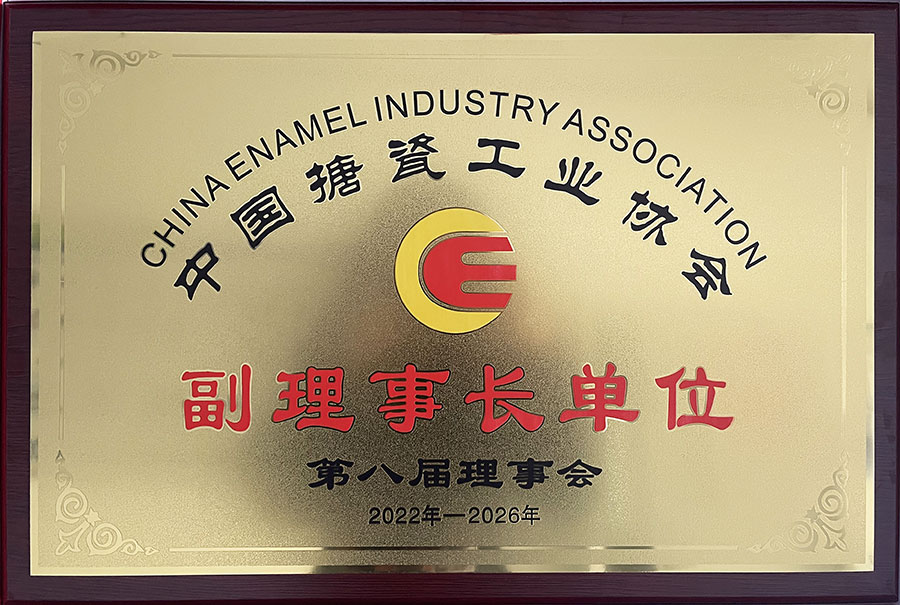 CHINA ENAMEL INDUSTRY ASSOCIATION
中国搪瓷工业协会
副理事长单位
第八届理事会
2022年—2026年